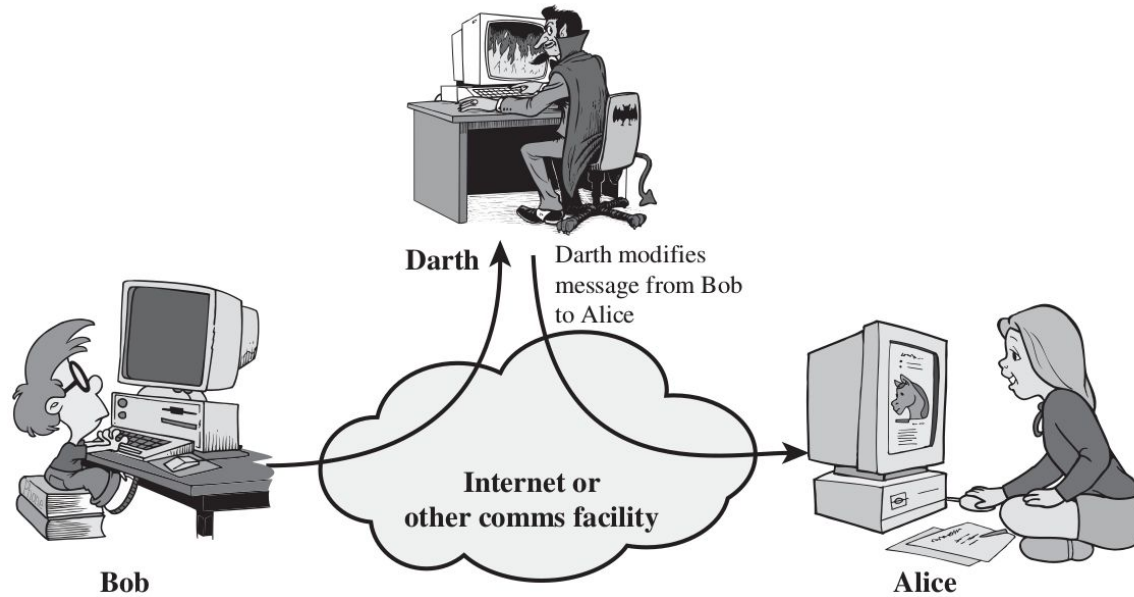 Darth
Darth modifies
message from Bob
to Alice
Internet or
other comms facility
Bob
Alice